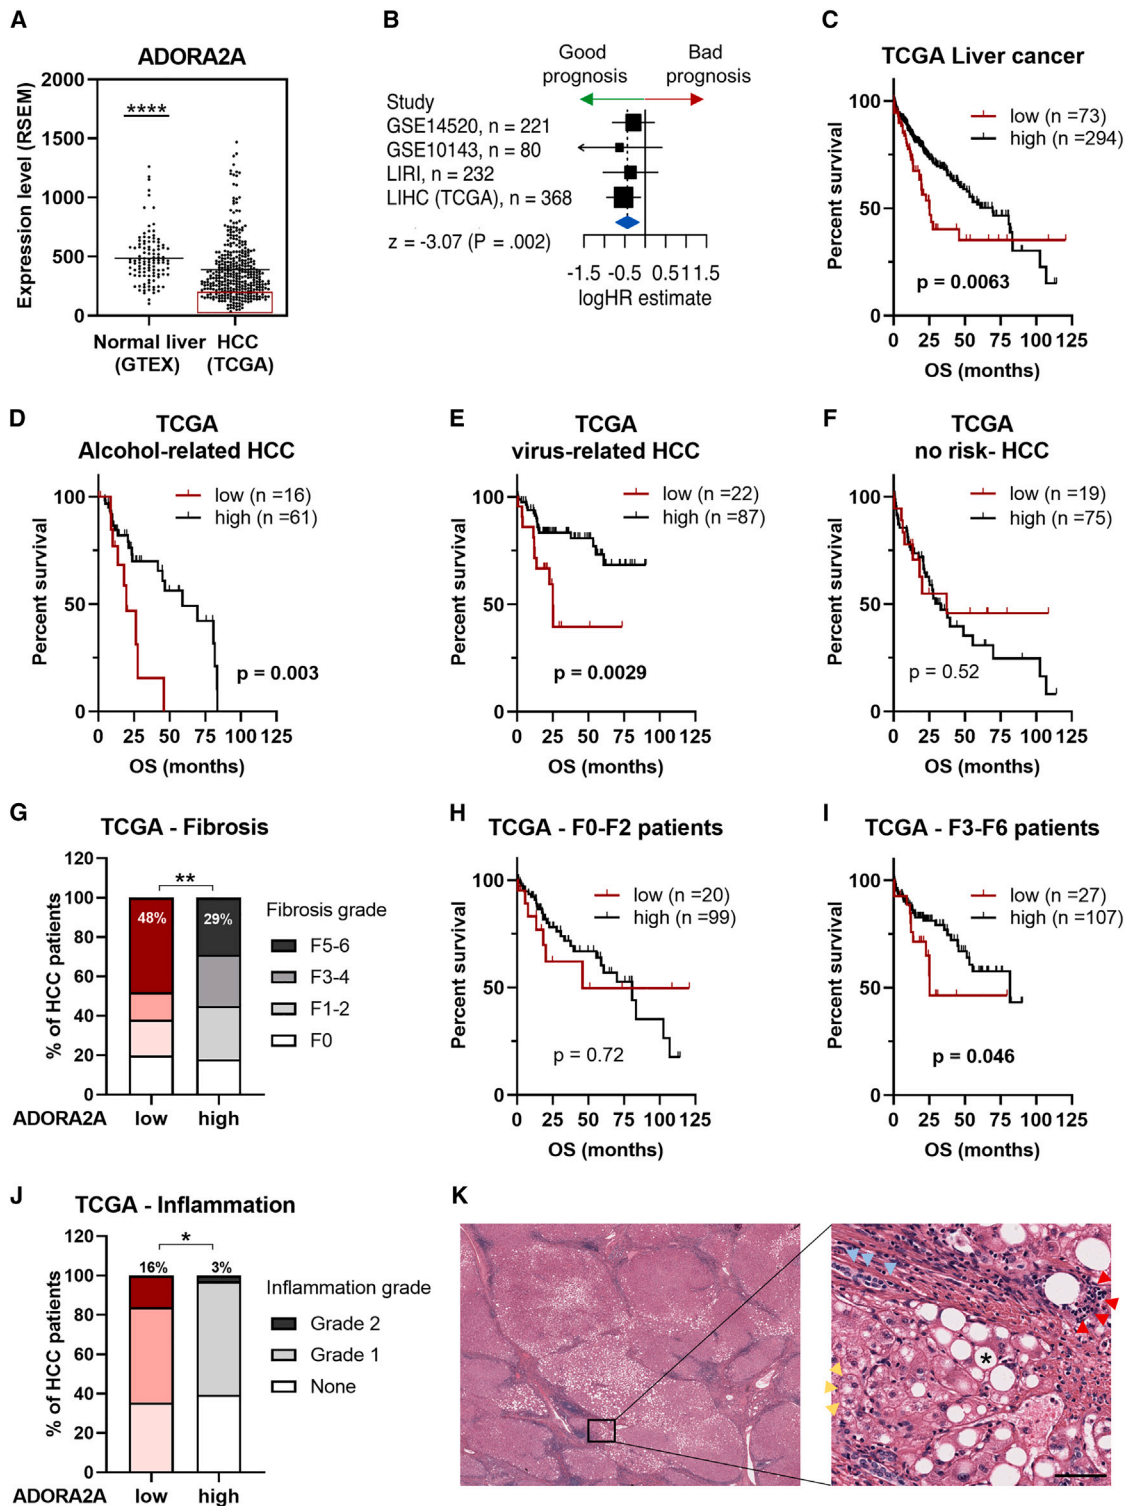 A
ADORA2A
Expression level (RSEM)
2000
1500
1000
500
0
****
Normal liver HCC
(GTEX) (TCGA)
B
Good prognosis
Bad prognosis
Study
GSE14520, n = 221
GSE10143, n = 80
LIRI, n = 232
LIHC (TCGA), n = 368
z = -3.07 (P = .002)
-1.5 -0.5 0.511.5
logHR estimate
C
TCGA Liver cancer
Percent survival
100
50
0
low (n =73)
high (n =294)
p = 0.0063
0 25 50 75 100 125
OS (months)
D
TCGA
Alcohol-related HCC
Percent survival
100
50
0
low (n =16)
high (n =61)
p = 0.003
0 25 50 75 100 125
OS (months)
E
TCGA
virus-related HCC
Percent survival
100
50
0
low (n =22)
high (n =87)
p = 0.0029
0 25 50 75 100 125
OS (months)
F
TCGA
no risk- HCC
Percent survival
100
50
0
low (n =19)
high (n =75)
p = 0.52
0 25 50 75 100 125
OS (months)
G
TCGA - Fibrosis
% of HCC patients
120
100
80
60
40
20
0
**
48%
29%
Fibrosis grade
F5-6
F3-4
F1-2
F0
ADORA2A low high
H
TCGA - F0-F2 patients
Percent survival
100
50
0
low (n =20)
high (n =99)
p = 0.72
0 25 50 75 100 125
OS (months)
I
TCGA - F3-F6 patients
Percent survival
100
50
0
low (n =27)
high (n =107)
p = 0.046
0 25 50 75 100 125
OS (months)
J
TCGA - Inflammation
% of HCC patients
120
100
80
60
40
20
0
*
16%
3%
Inflammation grade
Grade 2
Grade 1
None
ADORA2A low high
K
*